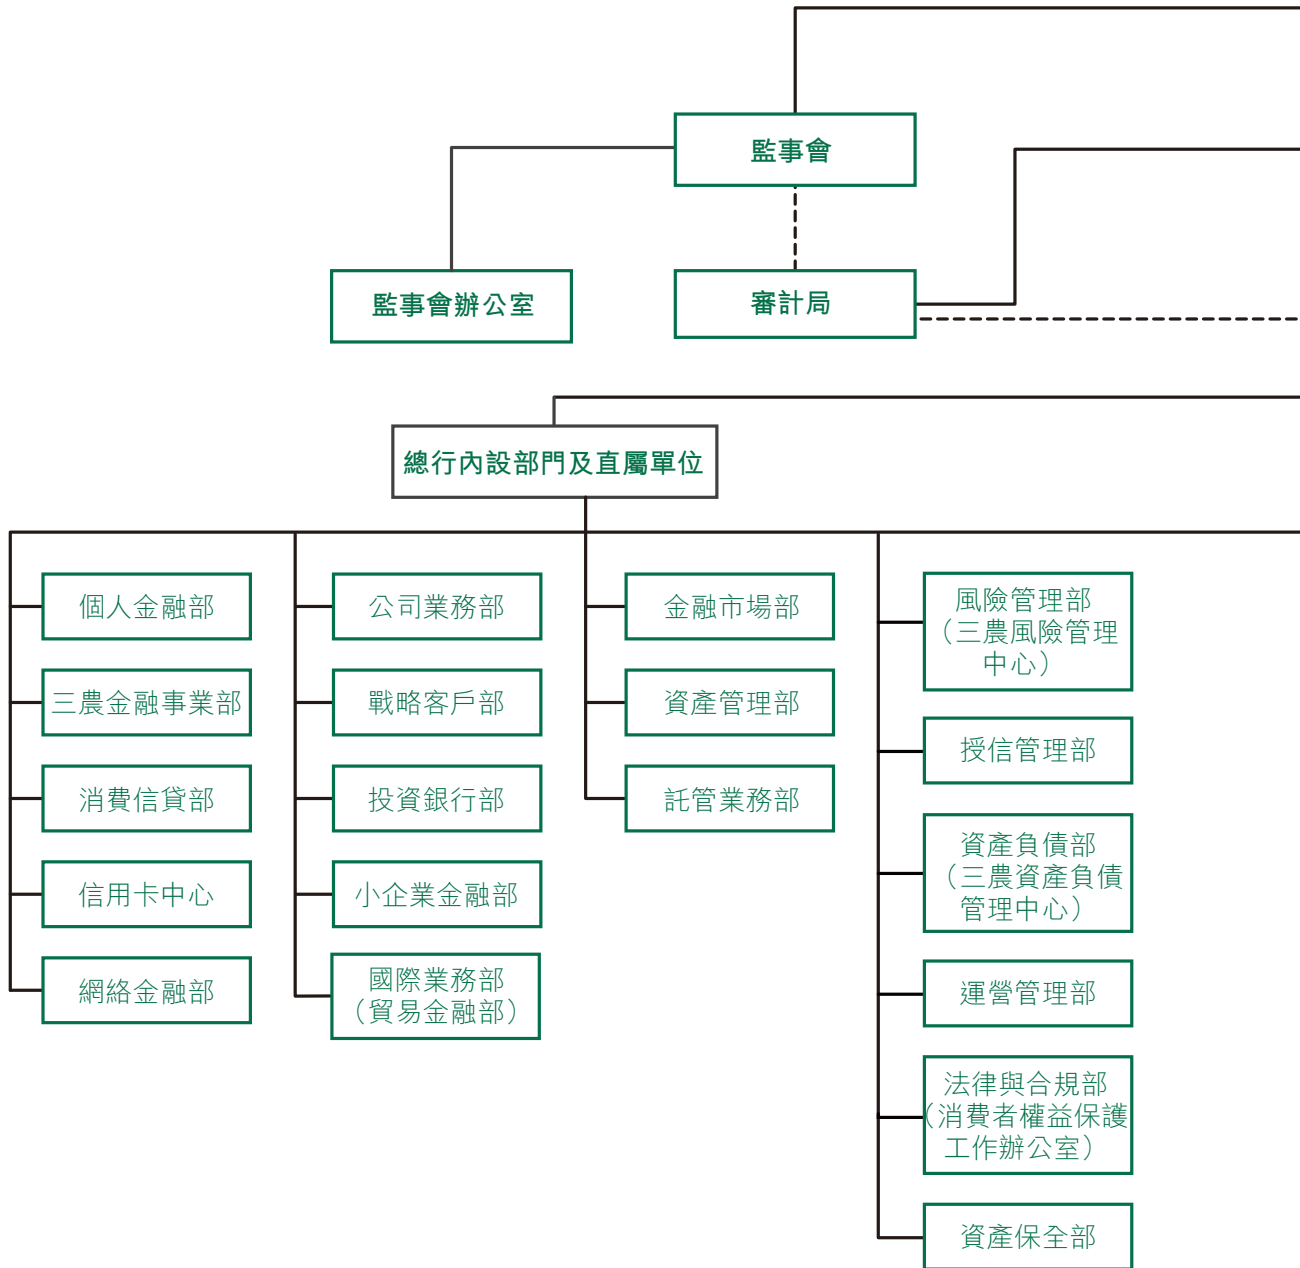 監事會
監事會辦公室
審計局
總行內設部門及直屬單位
個人金融部
三農金融事業部
消費信貸部
信用卡中心
網絡金融部
公司業務部
戰略客戶部
投資銀行部
小企業金融部
國際業務部
（貿易金融部）
金融市場部
資產管理部
託管業務部
風險管理部
（三農風險管理
中心）
授信管理部
資產負債部
（三農資產負債
管理中心）
運營管理部
法律與合規部
（消費者權益保護
工作辦公室）
資產保全部